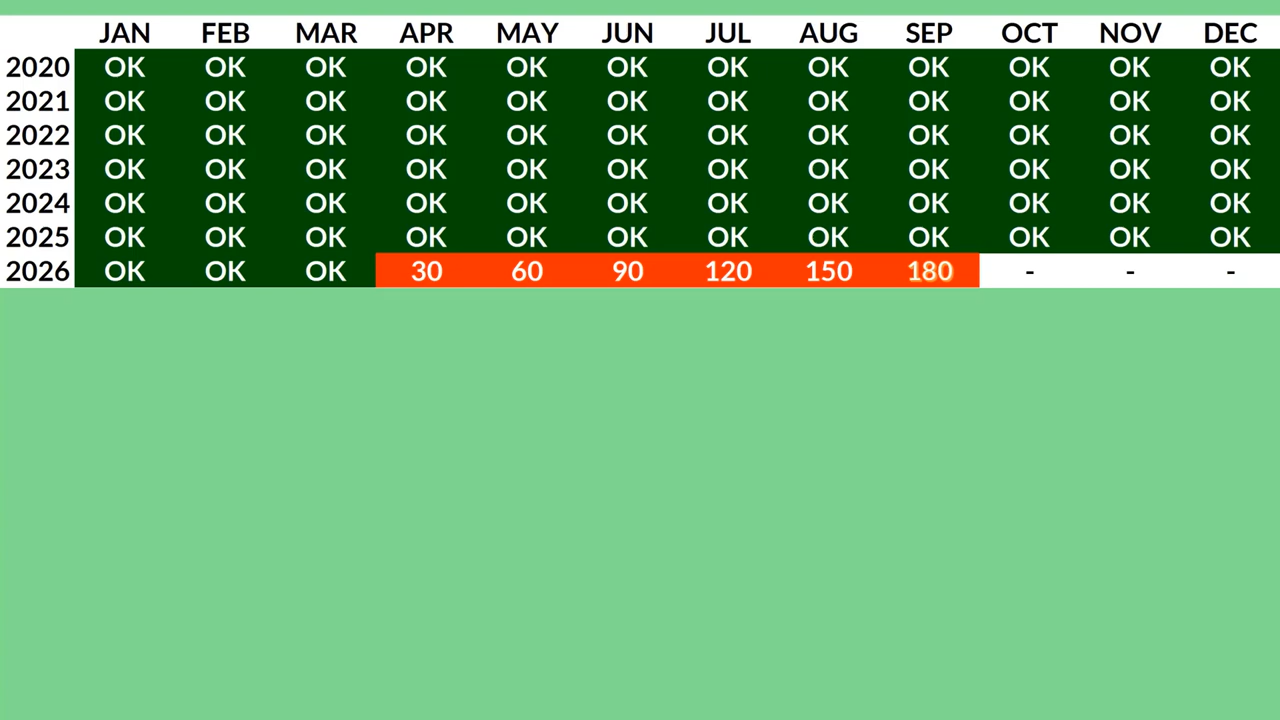 JAN FEB MAR APR MAY JUN JUL AUG SEP OCT NOV DEC
2020 OK OK OK OK OK OK OK OK OK OK OK OK
2021 OK OK OK OK OK OK OK OK OK OK OK OK
2022 OK OK OK OK OK OK OK OK OK OK OK OK
2023 OK OK OK OK OK OK OK OK OK OK OK OK
2024 OK OK OK OK OK OK OK OK OK OK OK OK
2025 OK OK OK OK OK OK OK OK OK OK OK OK
2026 OK OK OK 30 60 90 120 150 180 - - -